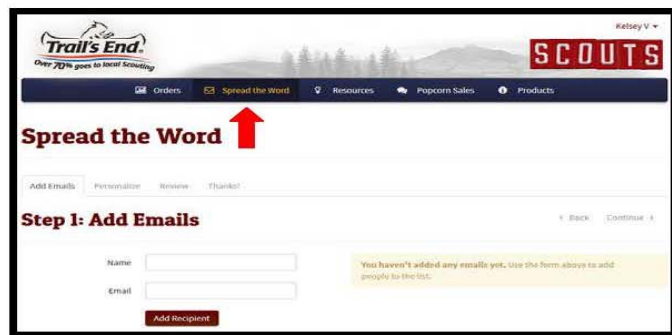 Kelsey V
Trail's End.
Over 70% goes to local Scouting
SCOUTS
Orders Spread the Word Resources Popcorn Sales Products
Spread the Word
Add Emails Personalize Review Thanks!
Step 1: Add Emails
Back Continue
Name
You haven't added any emails yet. Use the form above to add
people to the list.
Email
Add Recipient